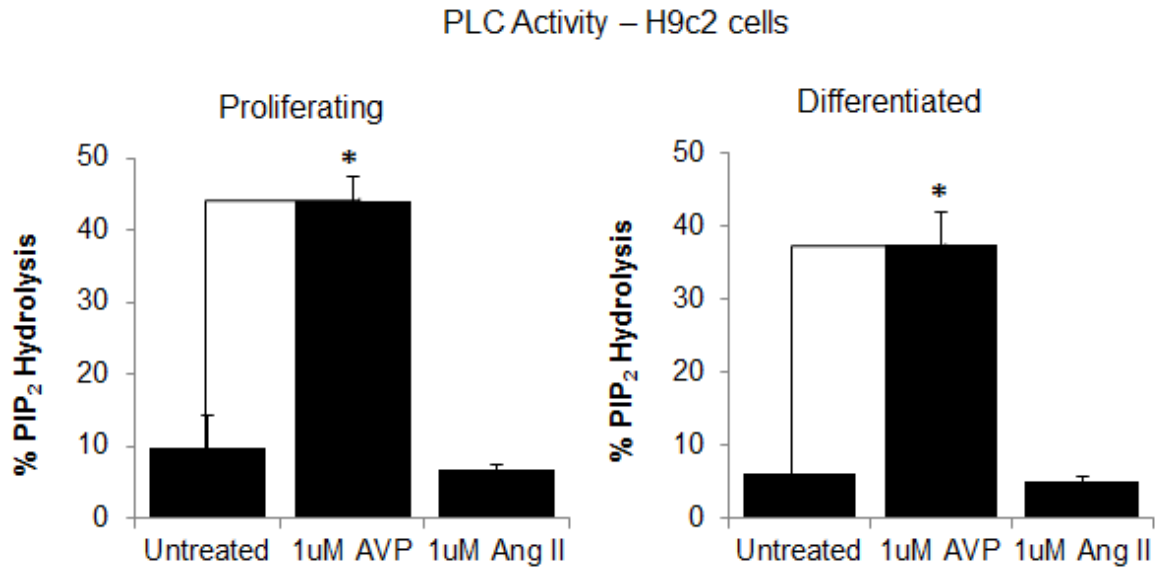 PLC Activity – H9c2 cells
Proliferating
% PIP₂ Hydrolysis
50
40
30
20
10
0
*
Untreated 1uM AVP 1uM Ang II
Differentiated
% PIP₂ Hydrolysis
50
40
30
20
10
0
*
Untreated 1uM AVP 1uM Ang II